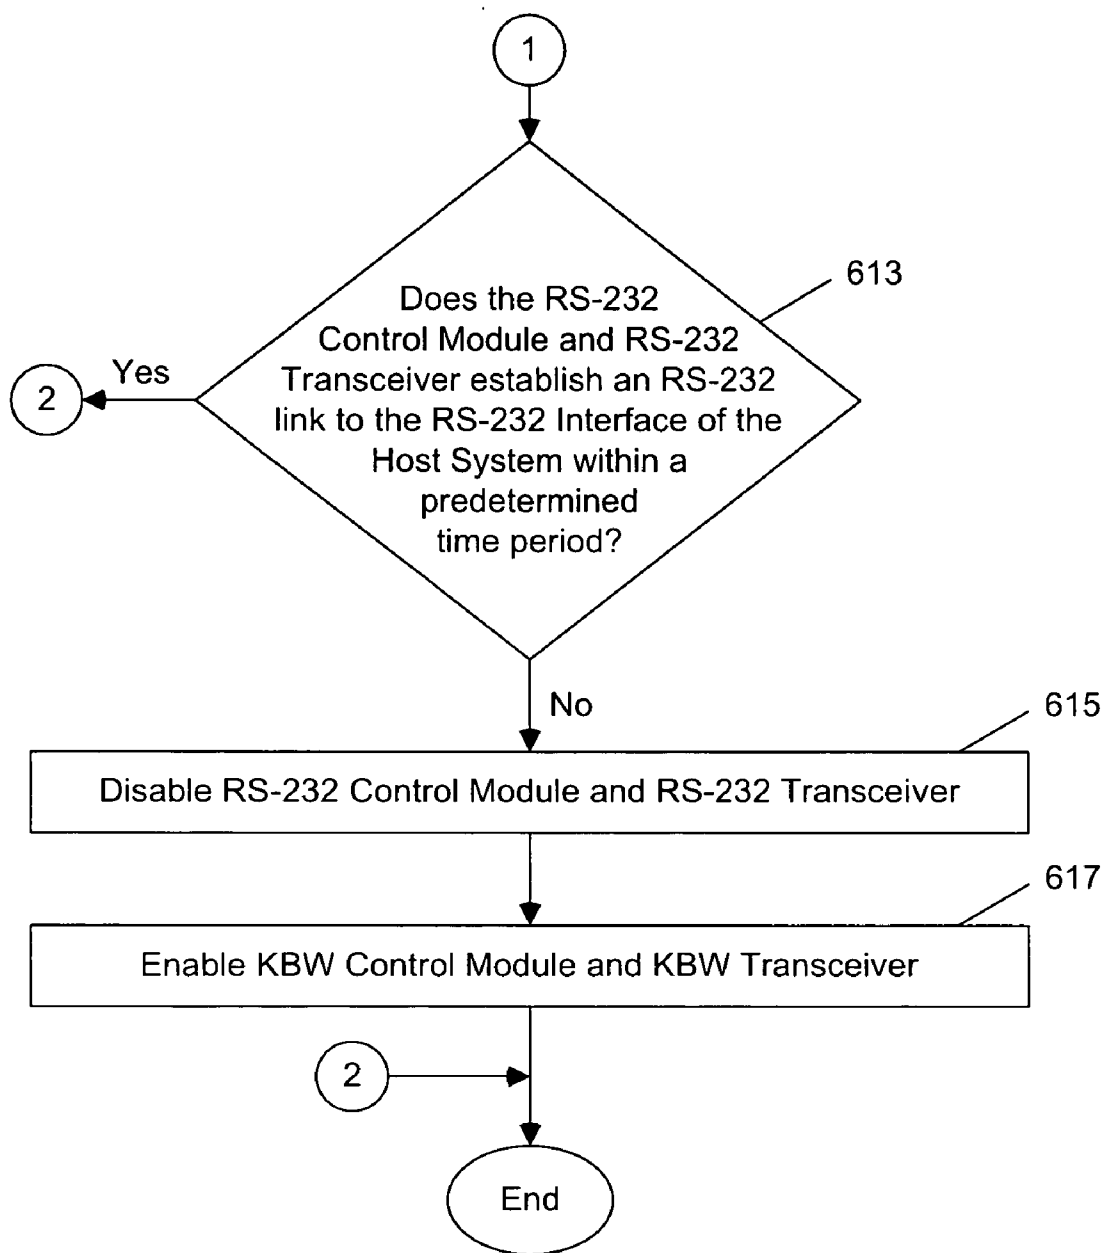 1
613
Does the RS-232
Control Module and RS-232
Transceiver establish an RS-232
link to the RS-232 Interface of the
Host System within a
predetermined
time period?
Yes
2
No
615
Disable RS-232 Control Module and RS-232 Transceiver
617
Enable KBW Control Module and KBW Transceiver
2
End